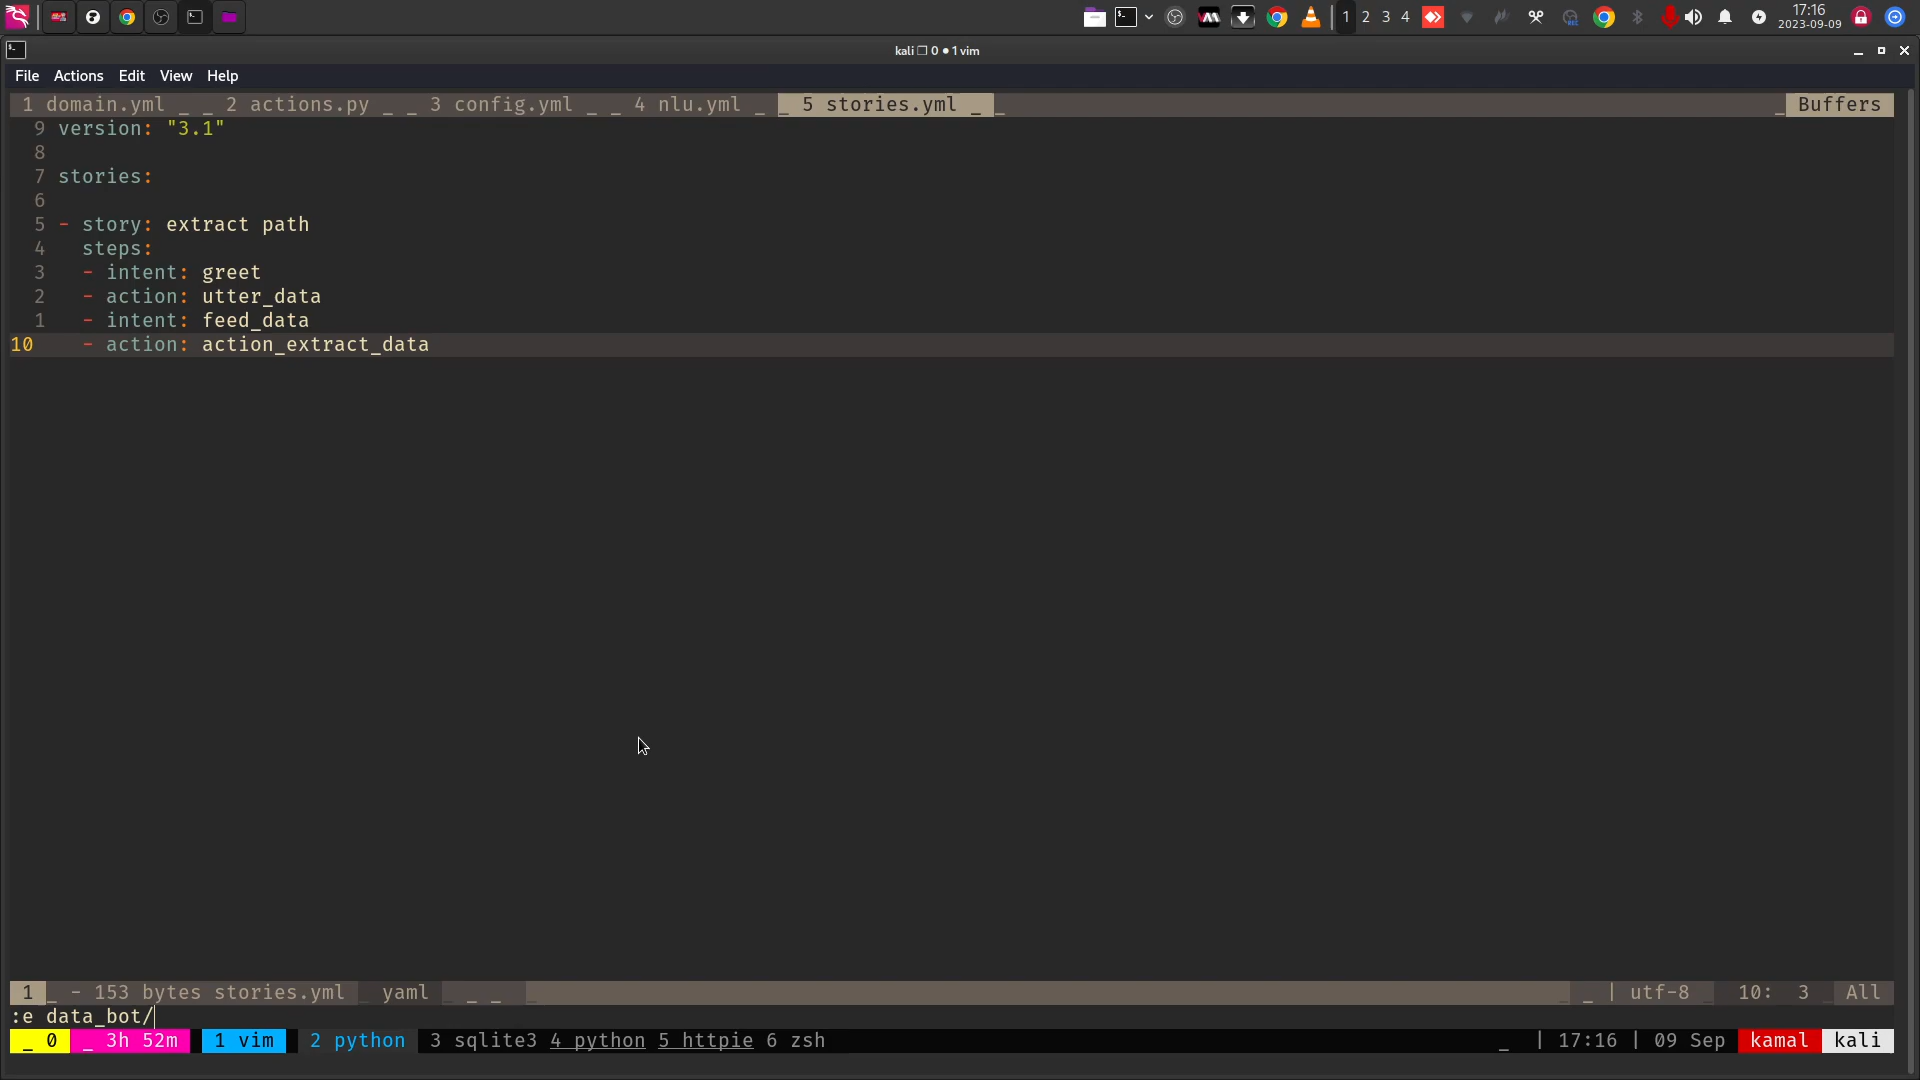 1 2 3 4
17:16
2023-09-09
kali ❐ 0 ● 1 vim
File Actions Edit View Help
1 domain.yml _ _ 2 actions.py _ _ 3 config.yml _ _ 4 nlu.yml _ _ 5 stories.yml _ _ _ Buffers
9 version: "3.1"
8
7 stories:
6
5 - story: extract path
4 steps:
3 - intent: greet
2 - action: utter_data
1 - intent: feed_data
10 - action: action_extract_data
1 _ - 153 bytes stories.yml _ yaml _ _ _ _ _ _ | utf-8 _ 10: 3 _ All
:e data_bot/
_ 0 _ 3h 52m 1 vim 2 python 3 sqlite3 4 python 5 httpie 6 zsh _ | 17:16 | 09 Sep kamal kali